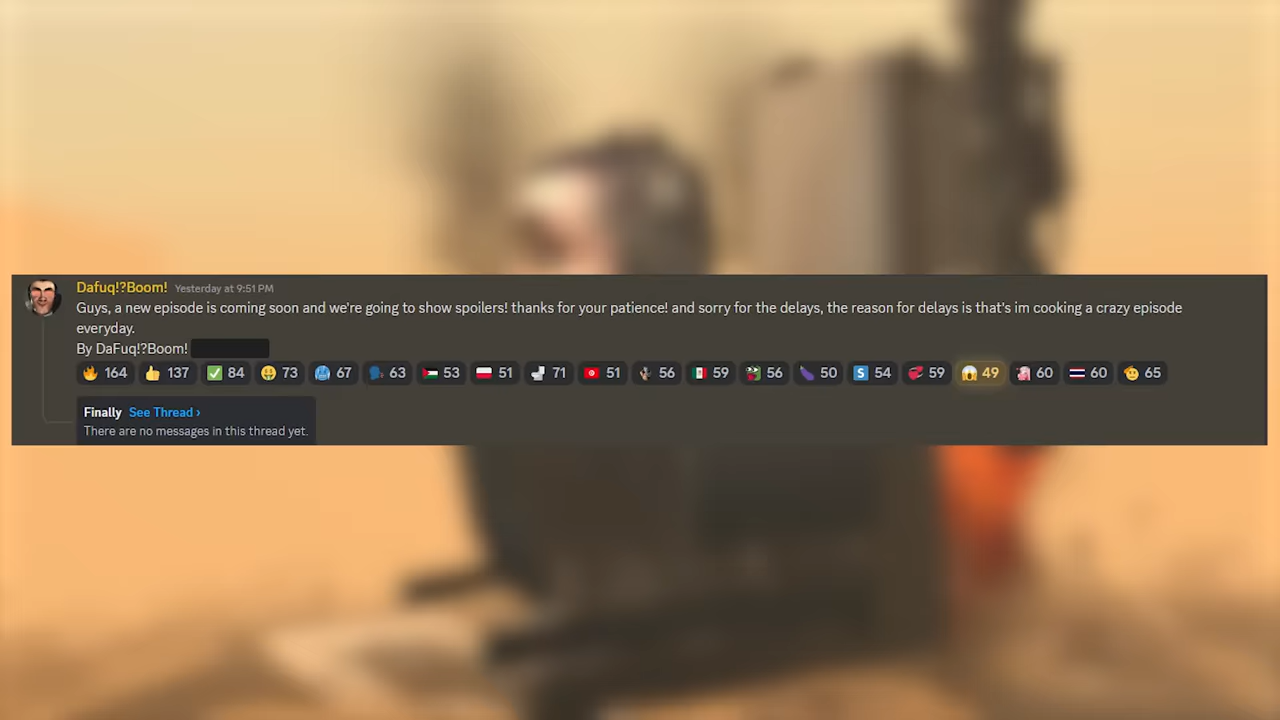 Dafuq!?Boom! Yesterday at 9:51 PM
Guys, a new episode is coming soon and we're going to show spoilers! thanks for your patience! and sorry for the delays, the reason for delays is that's im cooking a crazy episode
everyday.
By DaFuq!?Boom!
164 137 84 73 67 63 53 51 71 51 56 59 56 50 S 54 59 49 60 60 65
Finally See Thread ›
There are no messages in this thread yet.